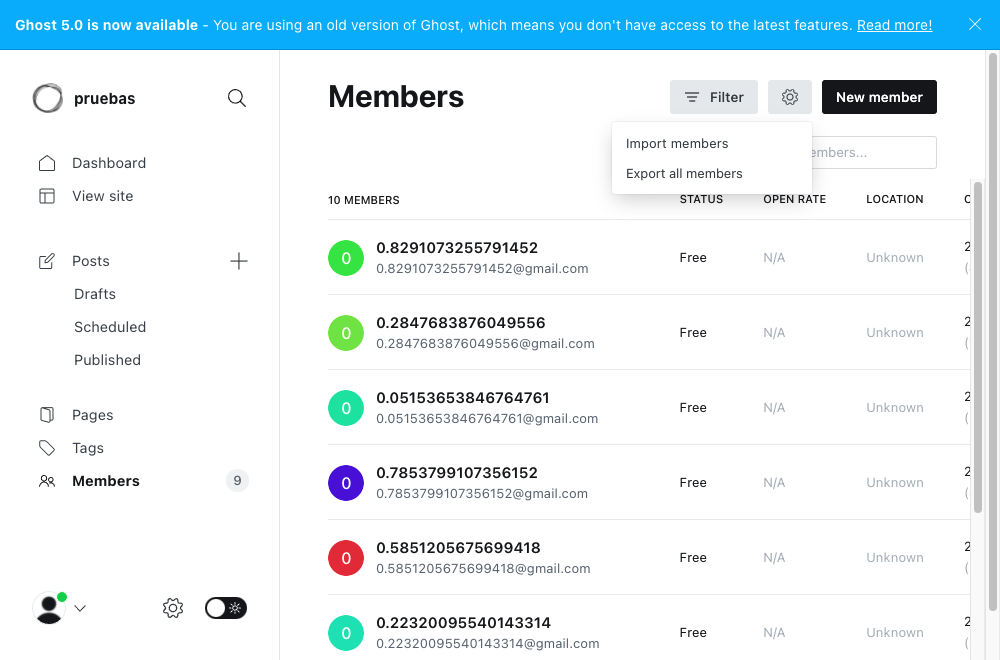 Ghost 5.0 is now available - You are using an old version of Ghost, which means you don't have access to the latest features. Read more!
pruebas
Dashboard
View site
Posts
Drafts
Scheduled
Published
Pages
Tags
Members
9
Members
Filter
New member
Import members
Export all members
embers...
10 MEMBERS
STATUS
OPEN RATE
LOCATION
0
0.8291073255791452
0.8291073255791452@gmail.com
Free
N/A
Unknown
2
(
0
0.2847683876049556
0.2847683876049556@gmail.com
Free
N/A
Unknown
2
(
0
0.05153653846764761
0.05153653846764761@gmail.com
Free
N/A
Unknown
2
(
0
0.7853799107356152
0.7853799107356152@gmail.com
Free
N/A
Unknown
2
(
0
0.5851205675699418
0.5851205675699418@gmail.com
Free
N/A
Unknown
2
(
0
0.22320095540143314
0.22320095540143314@gmail.com
Free
N/A
Unknown
2
(